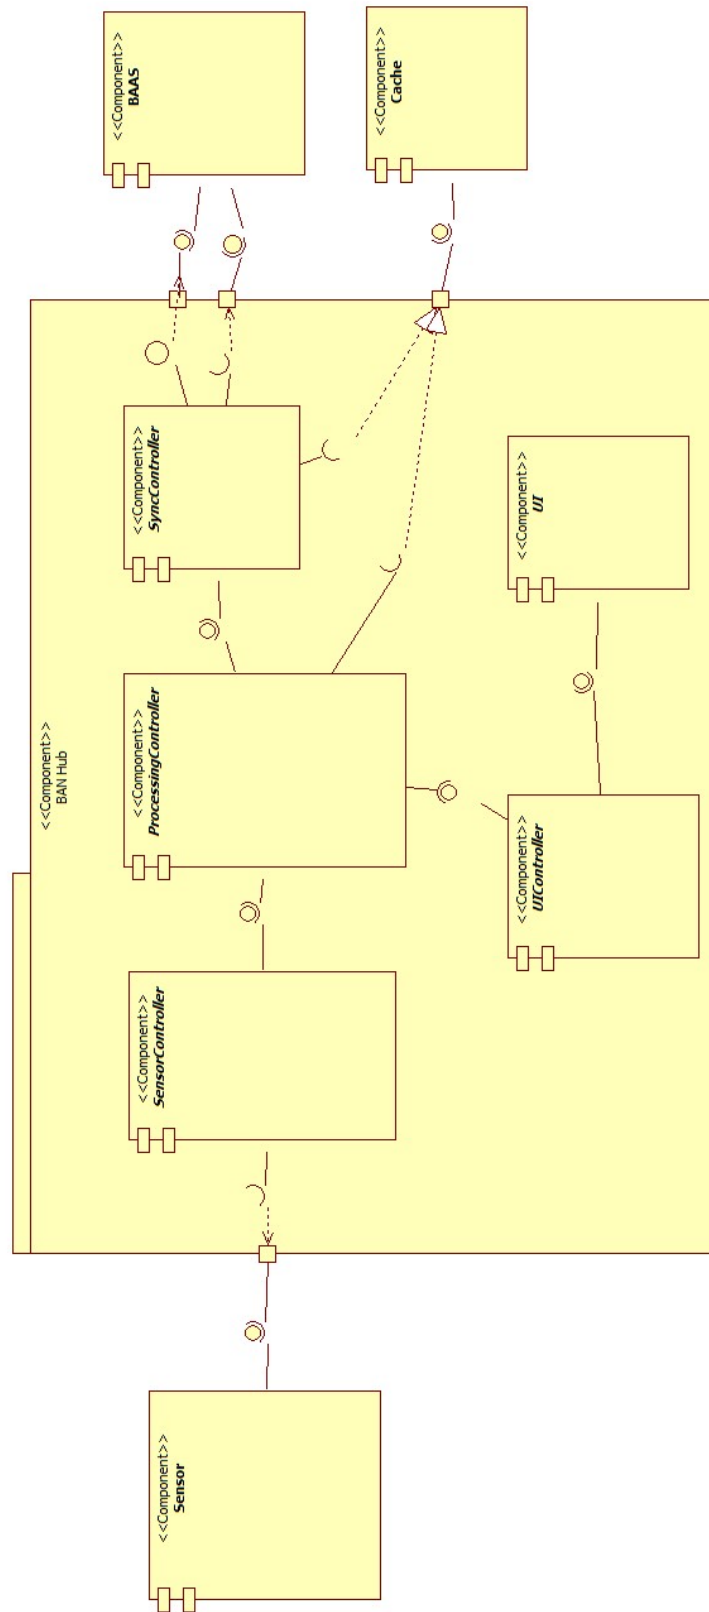 <<Component>>
BAN Hub
<<Component>>
Sensor
<<Component>>
SensorController
<<Component>>
ProcessingController
<<Component>>
SyncController
<<Component>>
BAAS
<<Component>>
Cache
<<Component>>
UIController
<<Component>>
UI